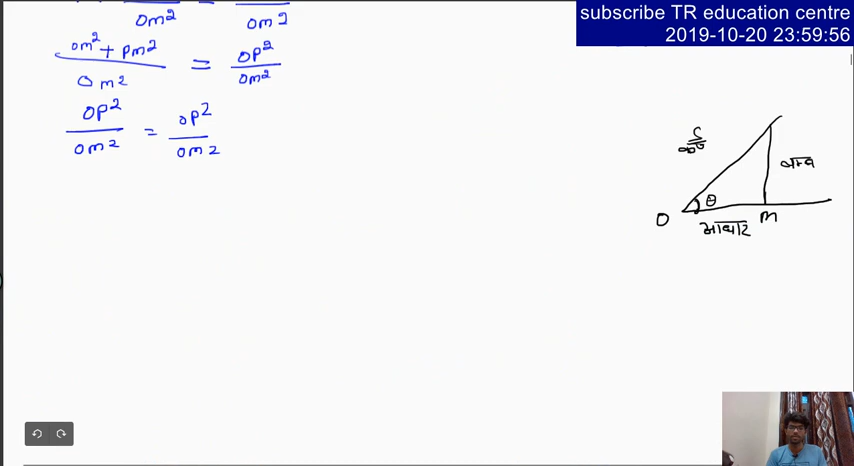 subscribe TR education centre
2019-10-20 23:59:56
om2 om2
om² + pm2 / om2 = op2 / om2
op2 / om2 = op2 / om2
कर्ण
लम्ब
θ
O M
आधार